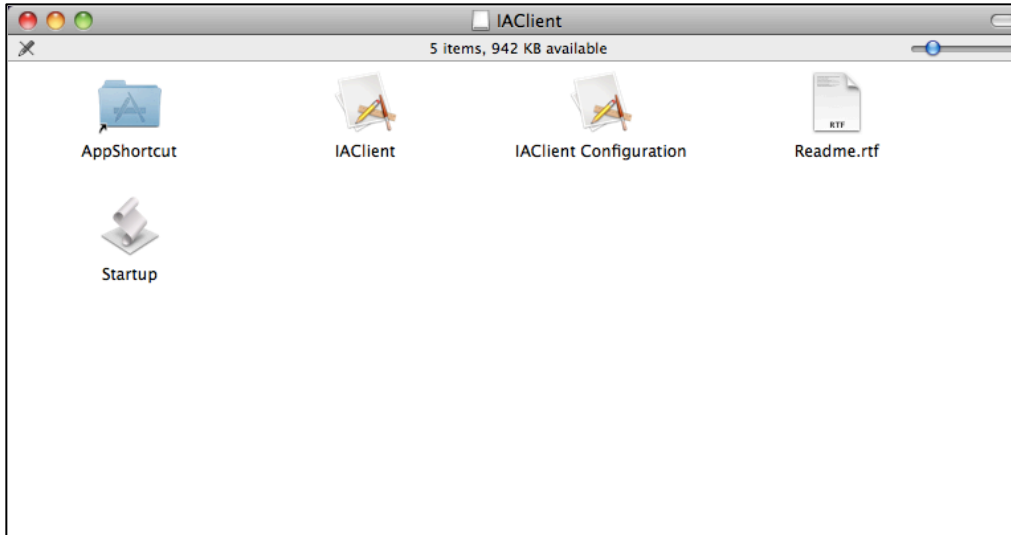 IAClient
5 items, 942 KB available
AppShortcut
IAClient
IAClient Configuration
RTF
Readme.rtf
Startup